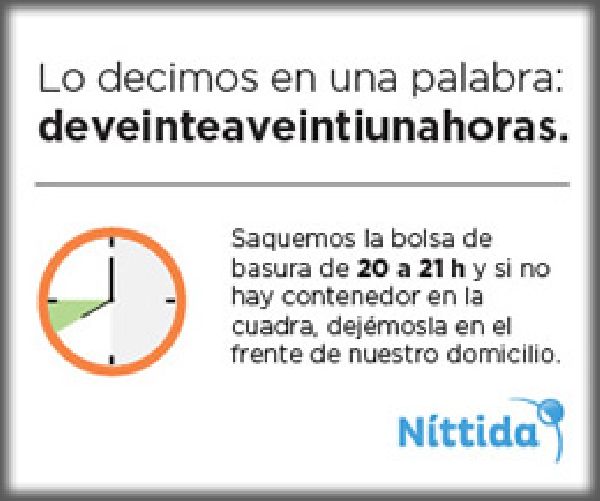 Lo decimos en una palabra:
deveinteaveintiunahoras.
Saquemos la bolsa de
basura de 20 a 21 h y si no
hay contenedor en la
cuadra, dejémosla en el
frente de nuestro domicilio.
Níttida